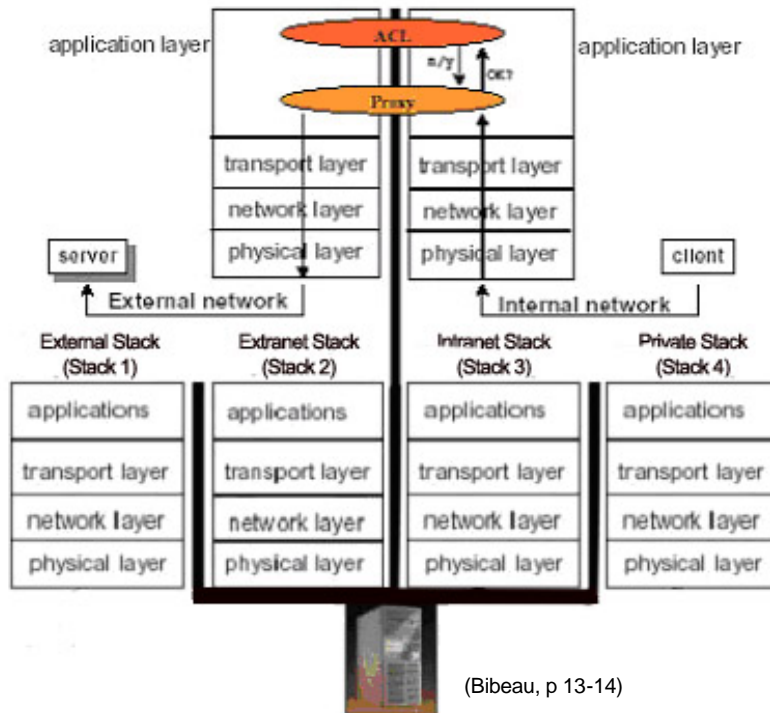 ACL
application layer
application layer
n/y
OK?
Proxy
transport layer
transport layer
network layer
network layer
physical layer
physical layer
server
client
External network
Internal network
External Stack
(Stack 1)
Extranet Stack
(Stack 2)
Intranet Stack
(Stack 3)
Private Stack
(Stack 4)
applications
applications
applications
applications
transport layer
transport layer
transport layer
transport layer
network layer
network layer
network layer
network layer
physical layer
physical layer
physical layer
physical layer
(Bibeau, p 13-14)